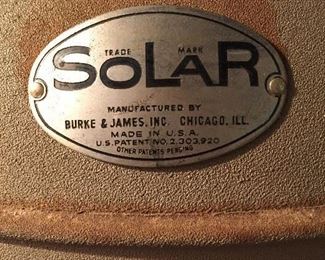 TRADE MARK
SOLAR
MANUFACTURED BY
BURKE & JAMES, INC. CHICAGO, ILL.
MADE IN U.S.A.
U.S. PATENT NO. 2,303,920
OTHER PATENTS PENDING